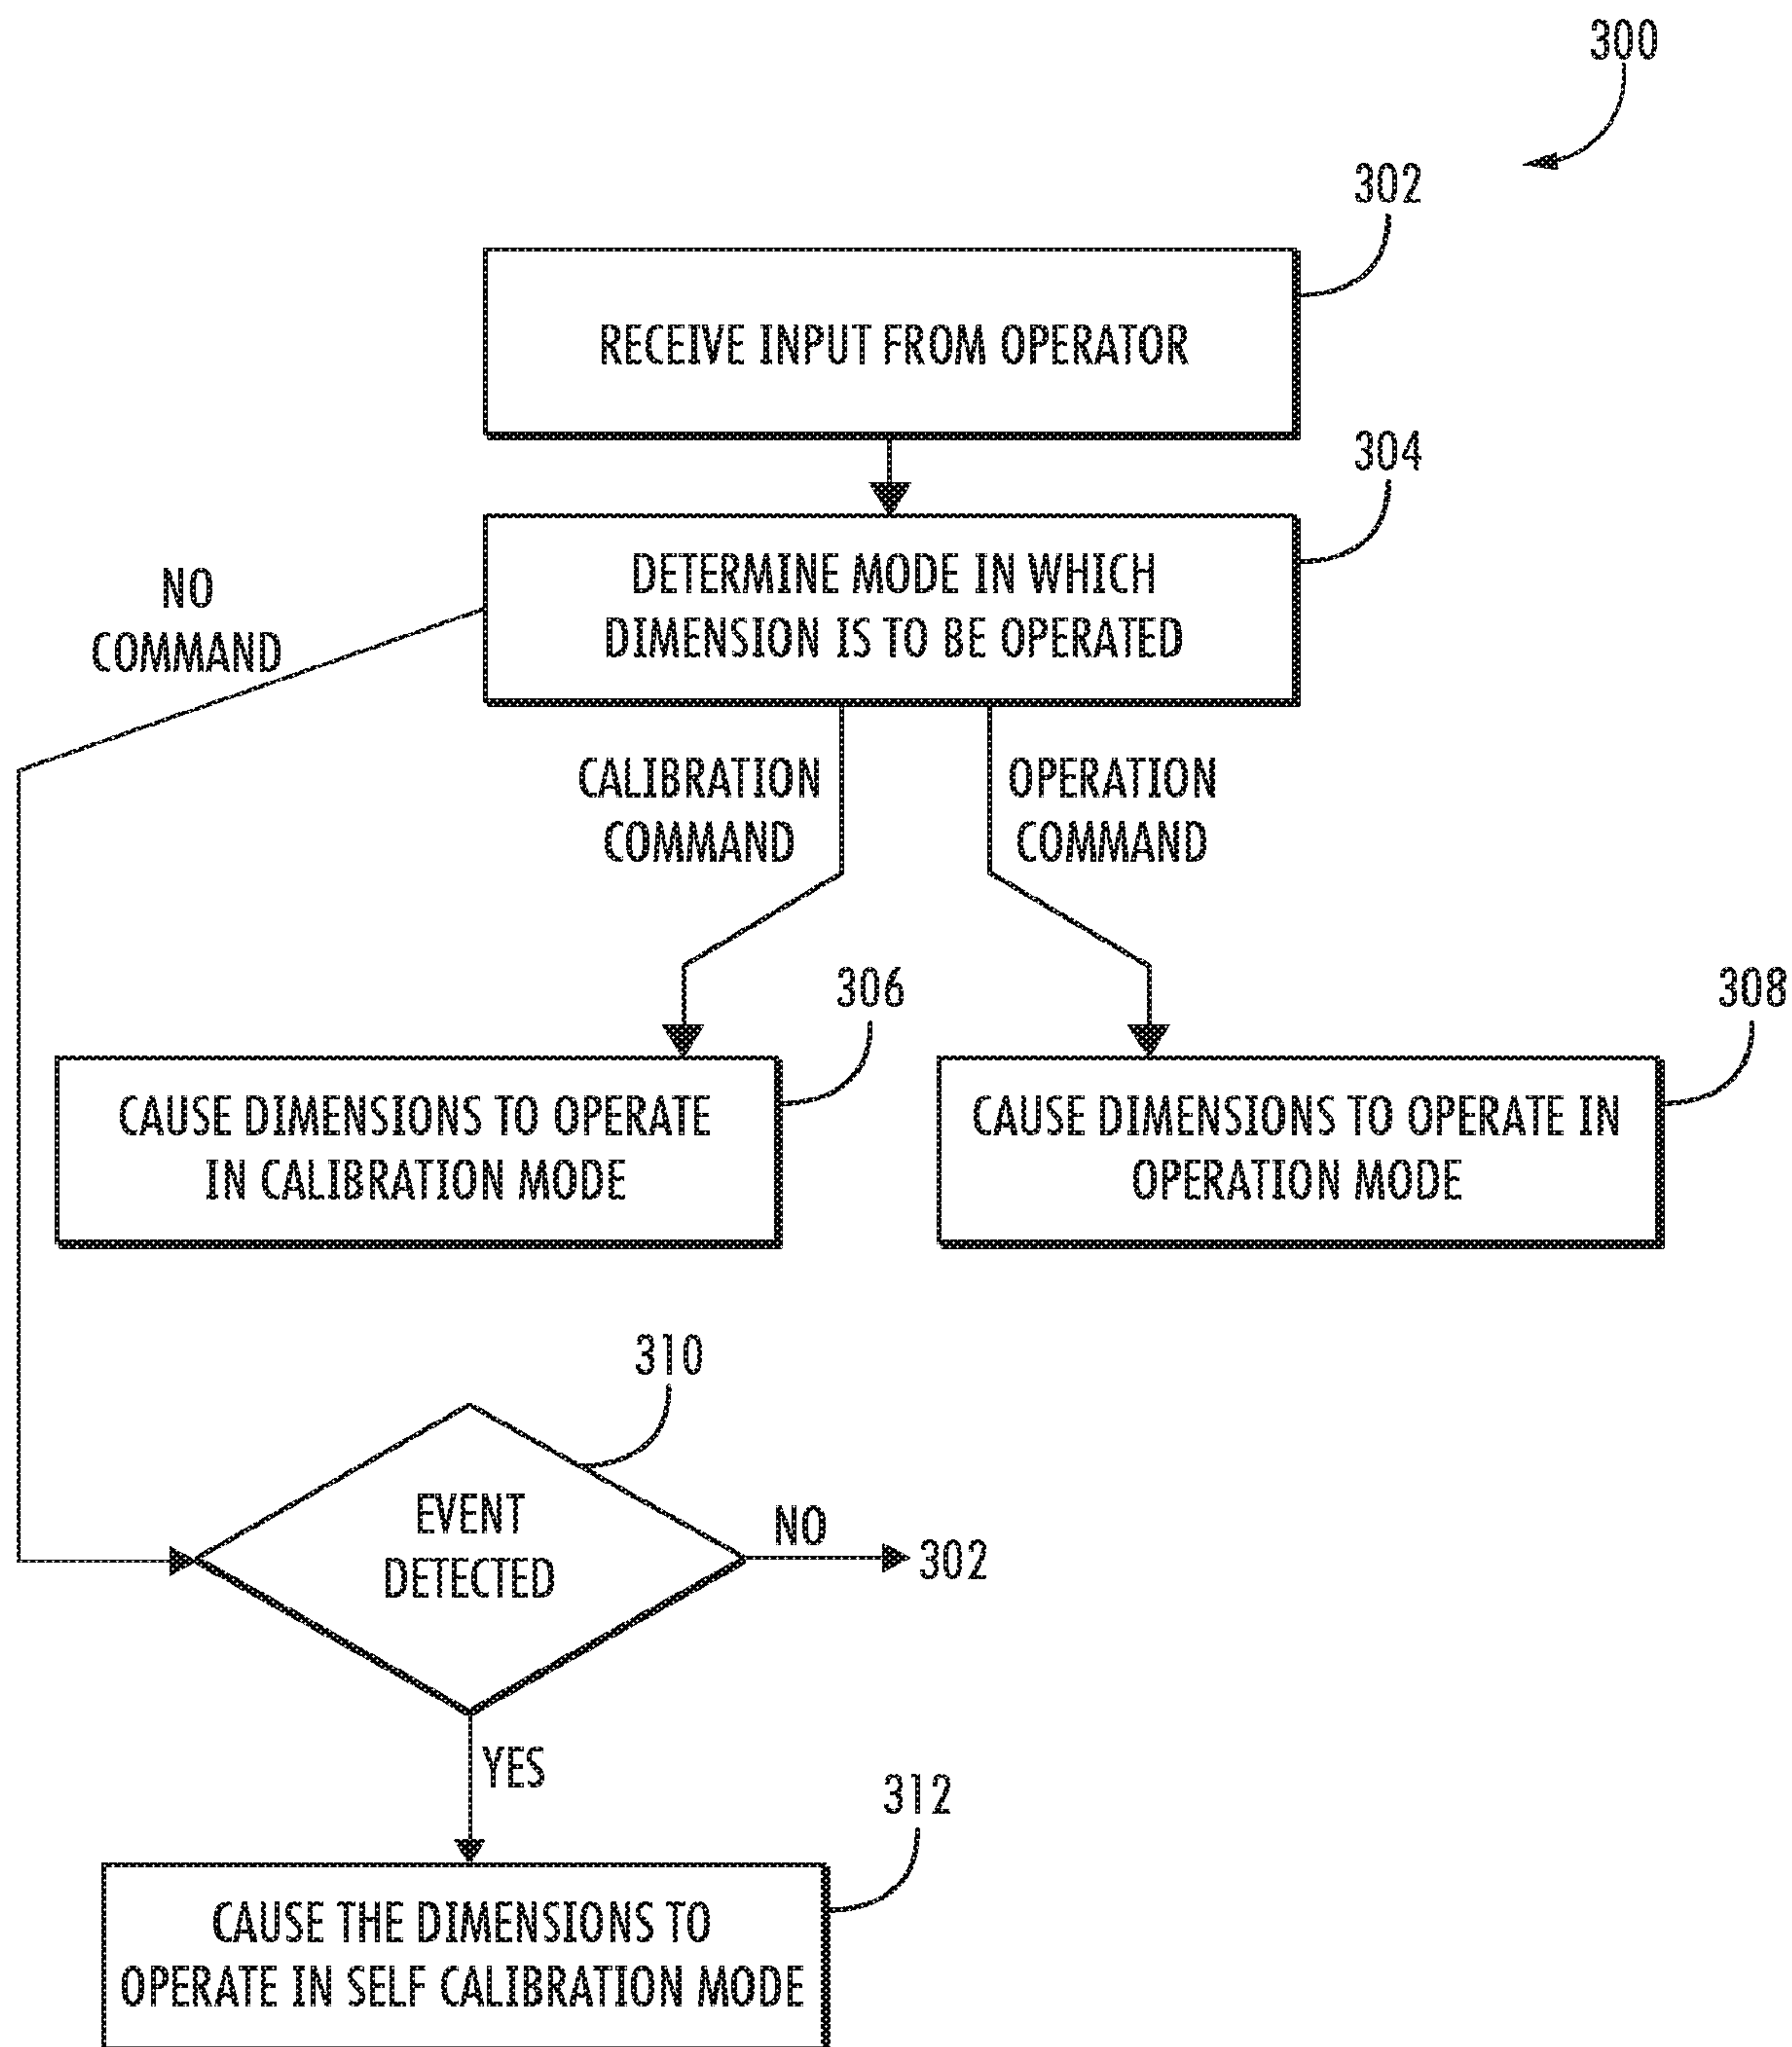 300
302
RECEIVE INPUT FROM OPERATOR
304
DETERMINE MODE IN WHICH
DIMENSION IS TO BE OPERATED
NO
COMMAND
CALIBRATION
COMMAND
OPERATION
COMMAND
306
308
CAUSE DIMENSIONS TO OPERATE
IN CALIBRATION MODE
CAUSE DIMENSIONS TO OPERATE IN
OPERATION MODE
310
EVENT
DETECTED
NO
302
YES
312
CAUSE THE DIMENSIONS TO
OPERATE IN SELF CALIBRATION MODE